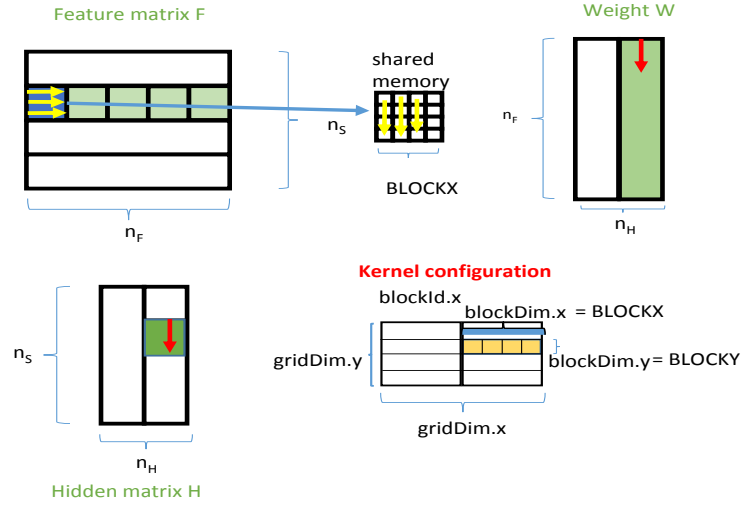 Feature matrix F
Weight W
shared
memory
n_S
n_F
BLOCKX
n_F
n_H
Kernel configuration
blockId.x
blockDim.x = BLOCKX
n_S
gridDim.y
blockDim.y= BLOCKY
gridDim.x
n_H
Hidden matrix H